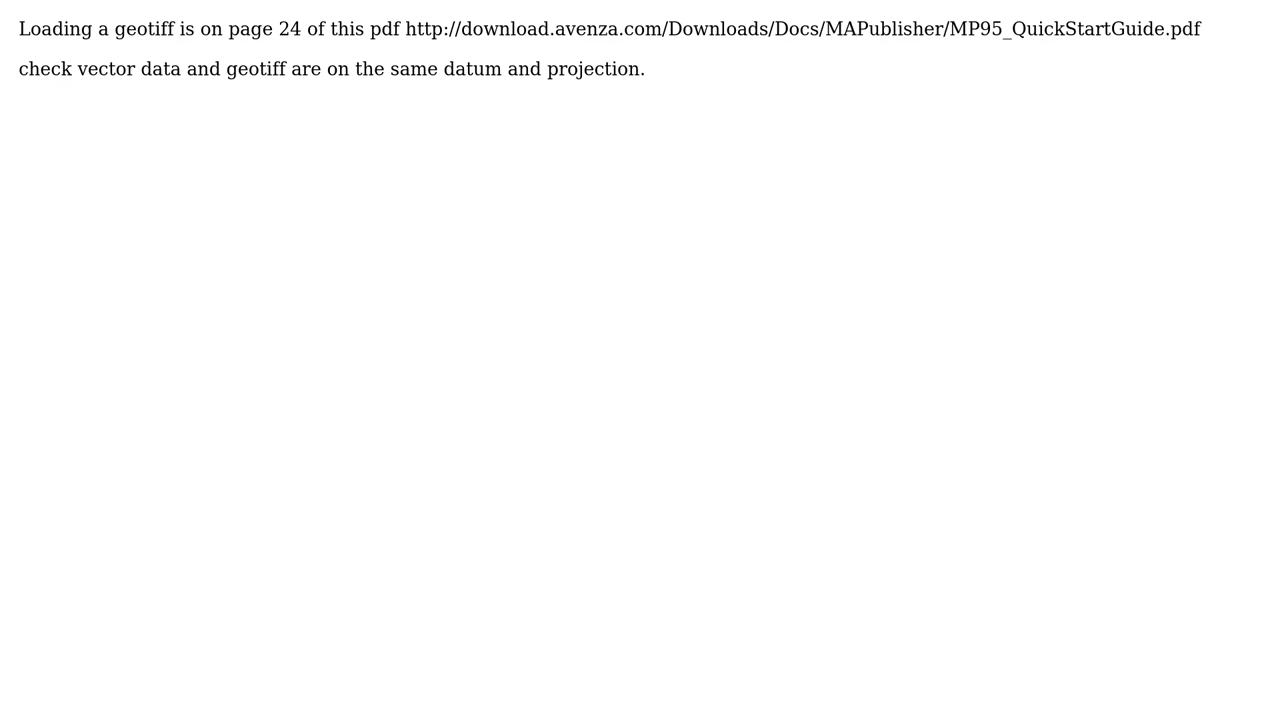 Loading a geotiff is on page 24 of this pdf http://download.avenza.com/Downloads/Docs/MAPublisher/MP95_QuickStartGuide.pdf
check vector data and geotiff are on the same datum and projection.